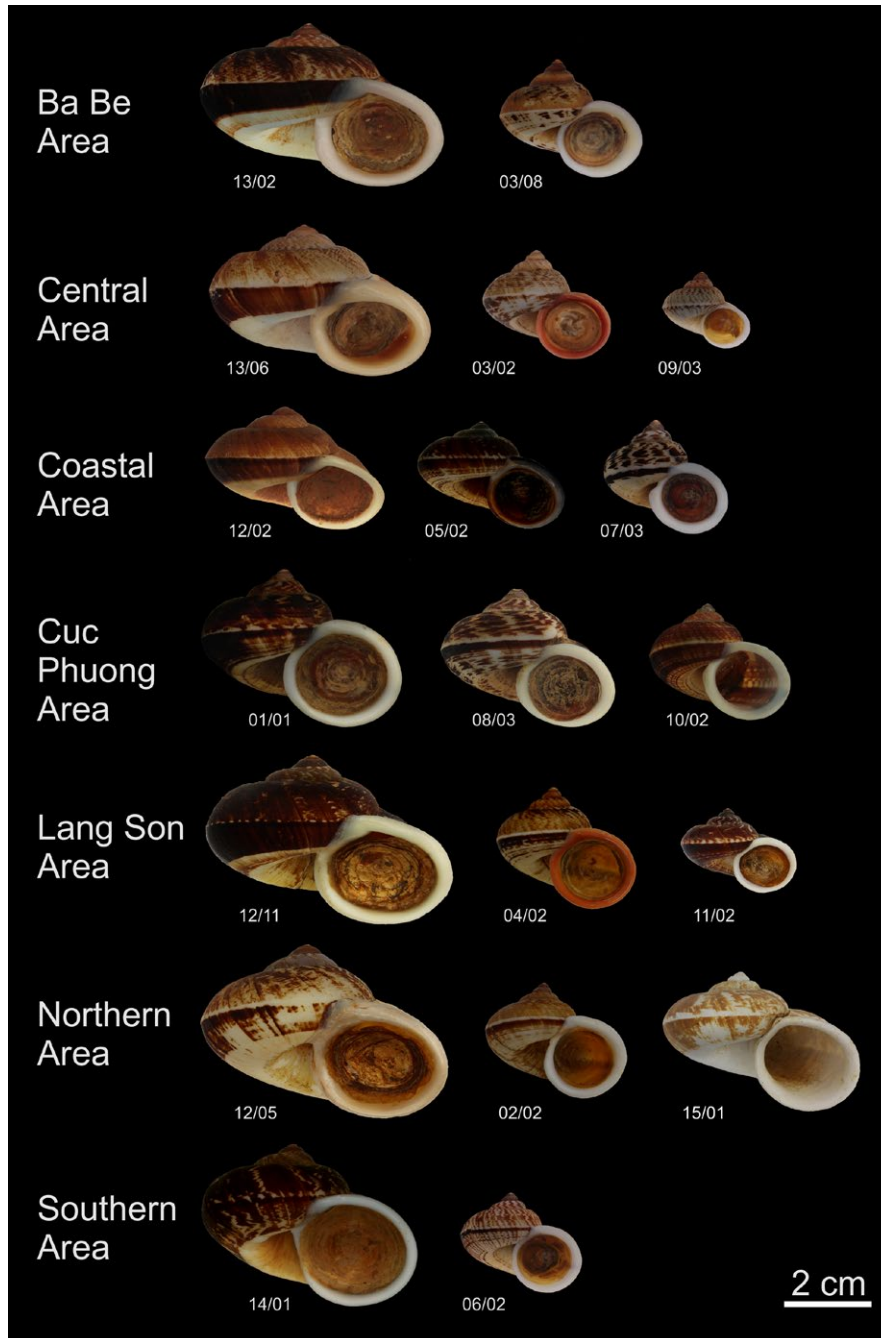 Ba Be
Area
13/02
03/08
Central
Area
13/06
03/02
09/03
Coastal
Area
12/02
05/02
07/03
Cuc
Phuong
Area
01/01
08/03
10/02
Lang Son
Area
12/11
04/02
11/02
Northern
Area
12/05
02/02
15/01
Southern
Area
14/01
06/02
2 cm